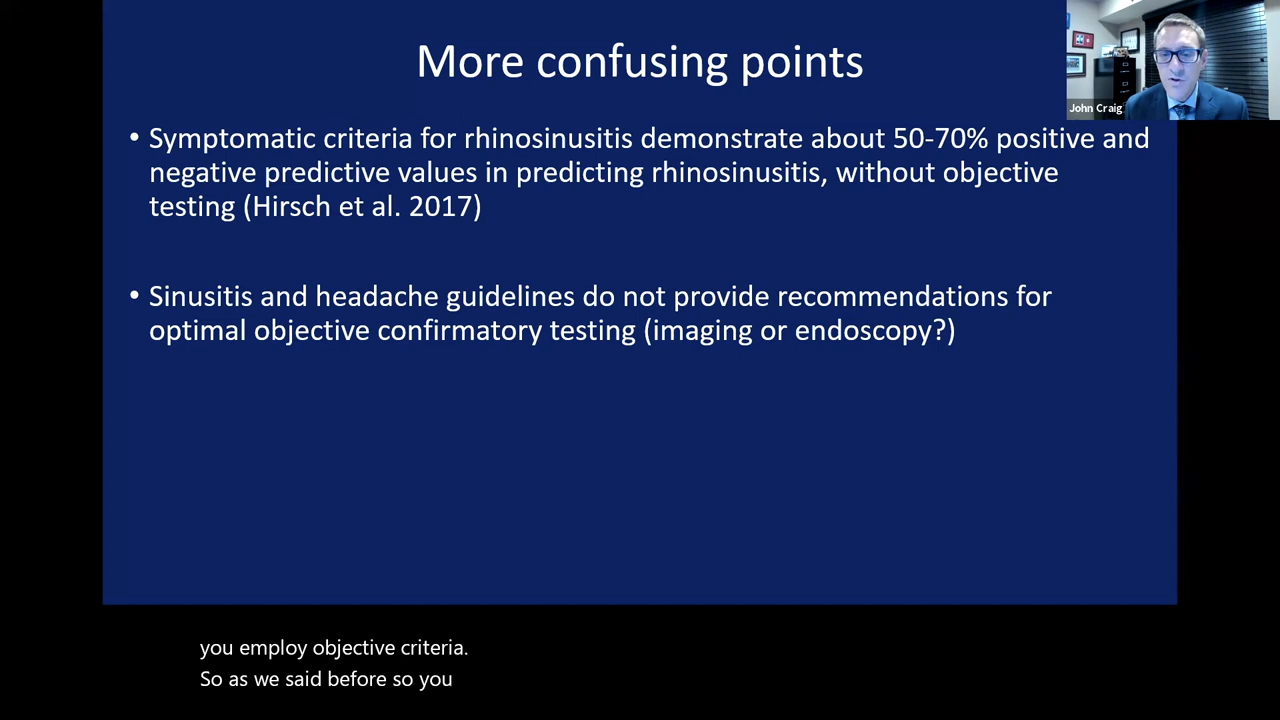 More confusing points
John Craig
• Symptomatic criteria for rhinosinusitis demonstrate about 50-70% positive and
negative predictive values in predicting rhinosinusitis, without objective
testing (Hirsch et al. 2017)
• Sinusitis and headache guidelines do not provide recommendations for
optimal objective confirmatory testing (imaging or endoscopy?)
you employ objective criteria.
So as we said before so you